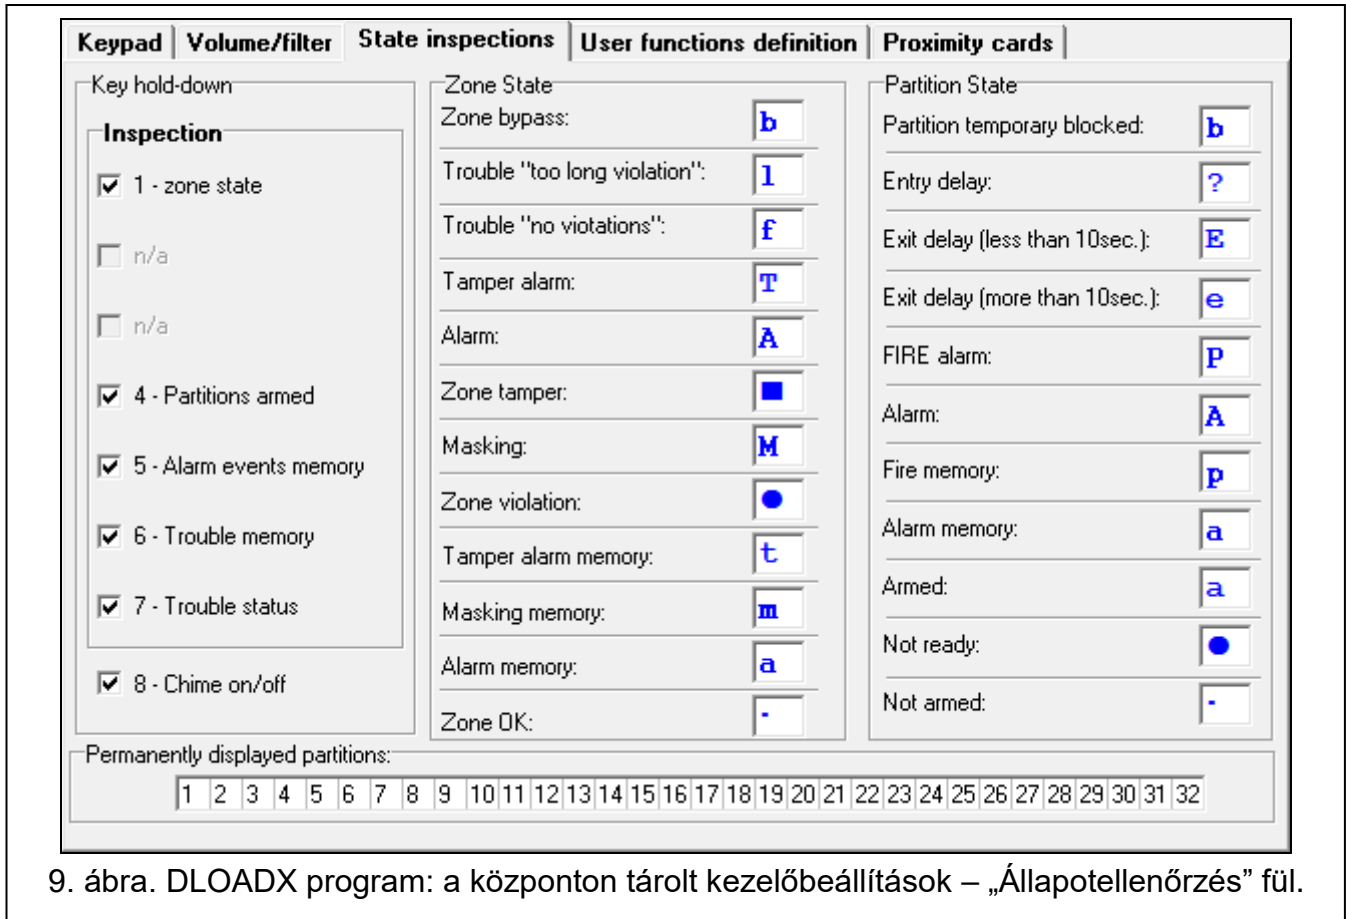 Keypad Volume/filter State inspections User functions definition Proximity cards
Key hold-down
Inspection
1 - zone state
n/a
n/a
4 - Partitions armed
5 - Alarm events memory
6 - Trouble memory
7 - Trouble status
8 - Chime on/off
Zone State
Zone bypass: b
Trouble "too long violation": l
Trouble "no viotations": f
Tamper alarm: T
Alarm: A
Zone tamper: ■
Masking: M
Zone violation: ●
Tamper alarm memory: t
Masking memory: m
Alarm memory: a
Zone OK: ·
Partition State
Partition temporary blocked: b
Entry delay: ?
Exit delay (less than 10sec.): E
Exit delay (more than 10sec.): e
FIRE alarm: P
Alarm: A
Fire memory: p
Alarm memory: a
Armed: a
Not ready: ●
Not armed: -
Permanently displayed partitions:
1 2 3 4 5 6 7 8 9 10 11 12 13 14 15 16 17 18 19 20 21 22 23 24 25 26 27 28 29 30 31 32
9. ábra. DLOADX program: a központon tárolt kezelőbeállítások – „Állapotellenőrzés” fül.